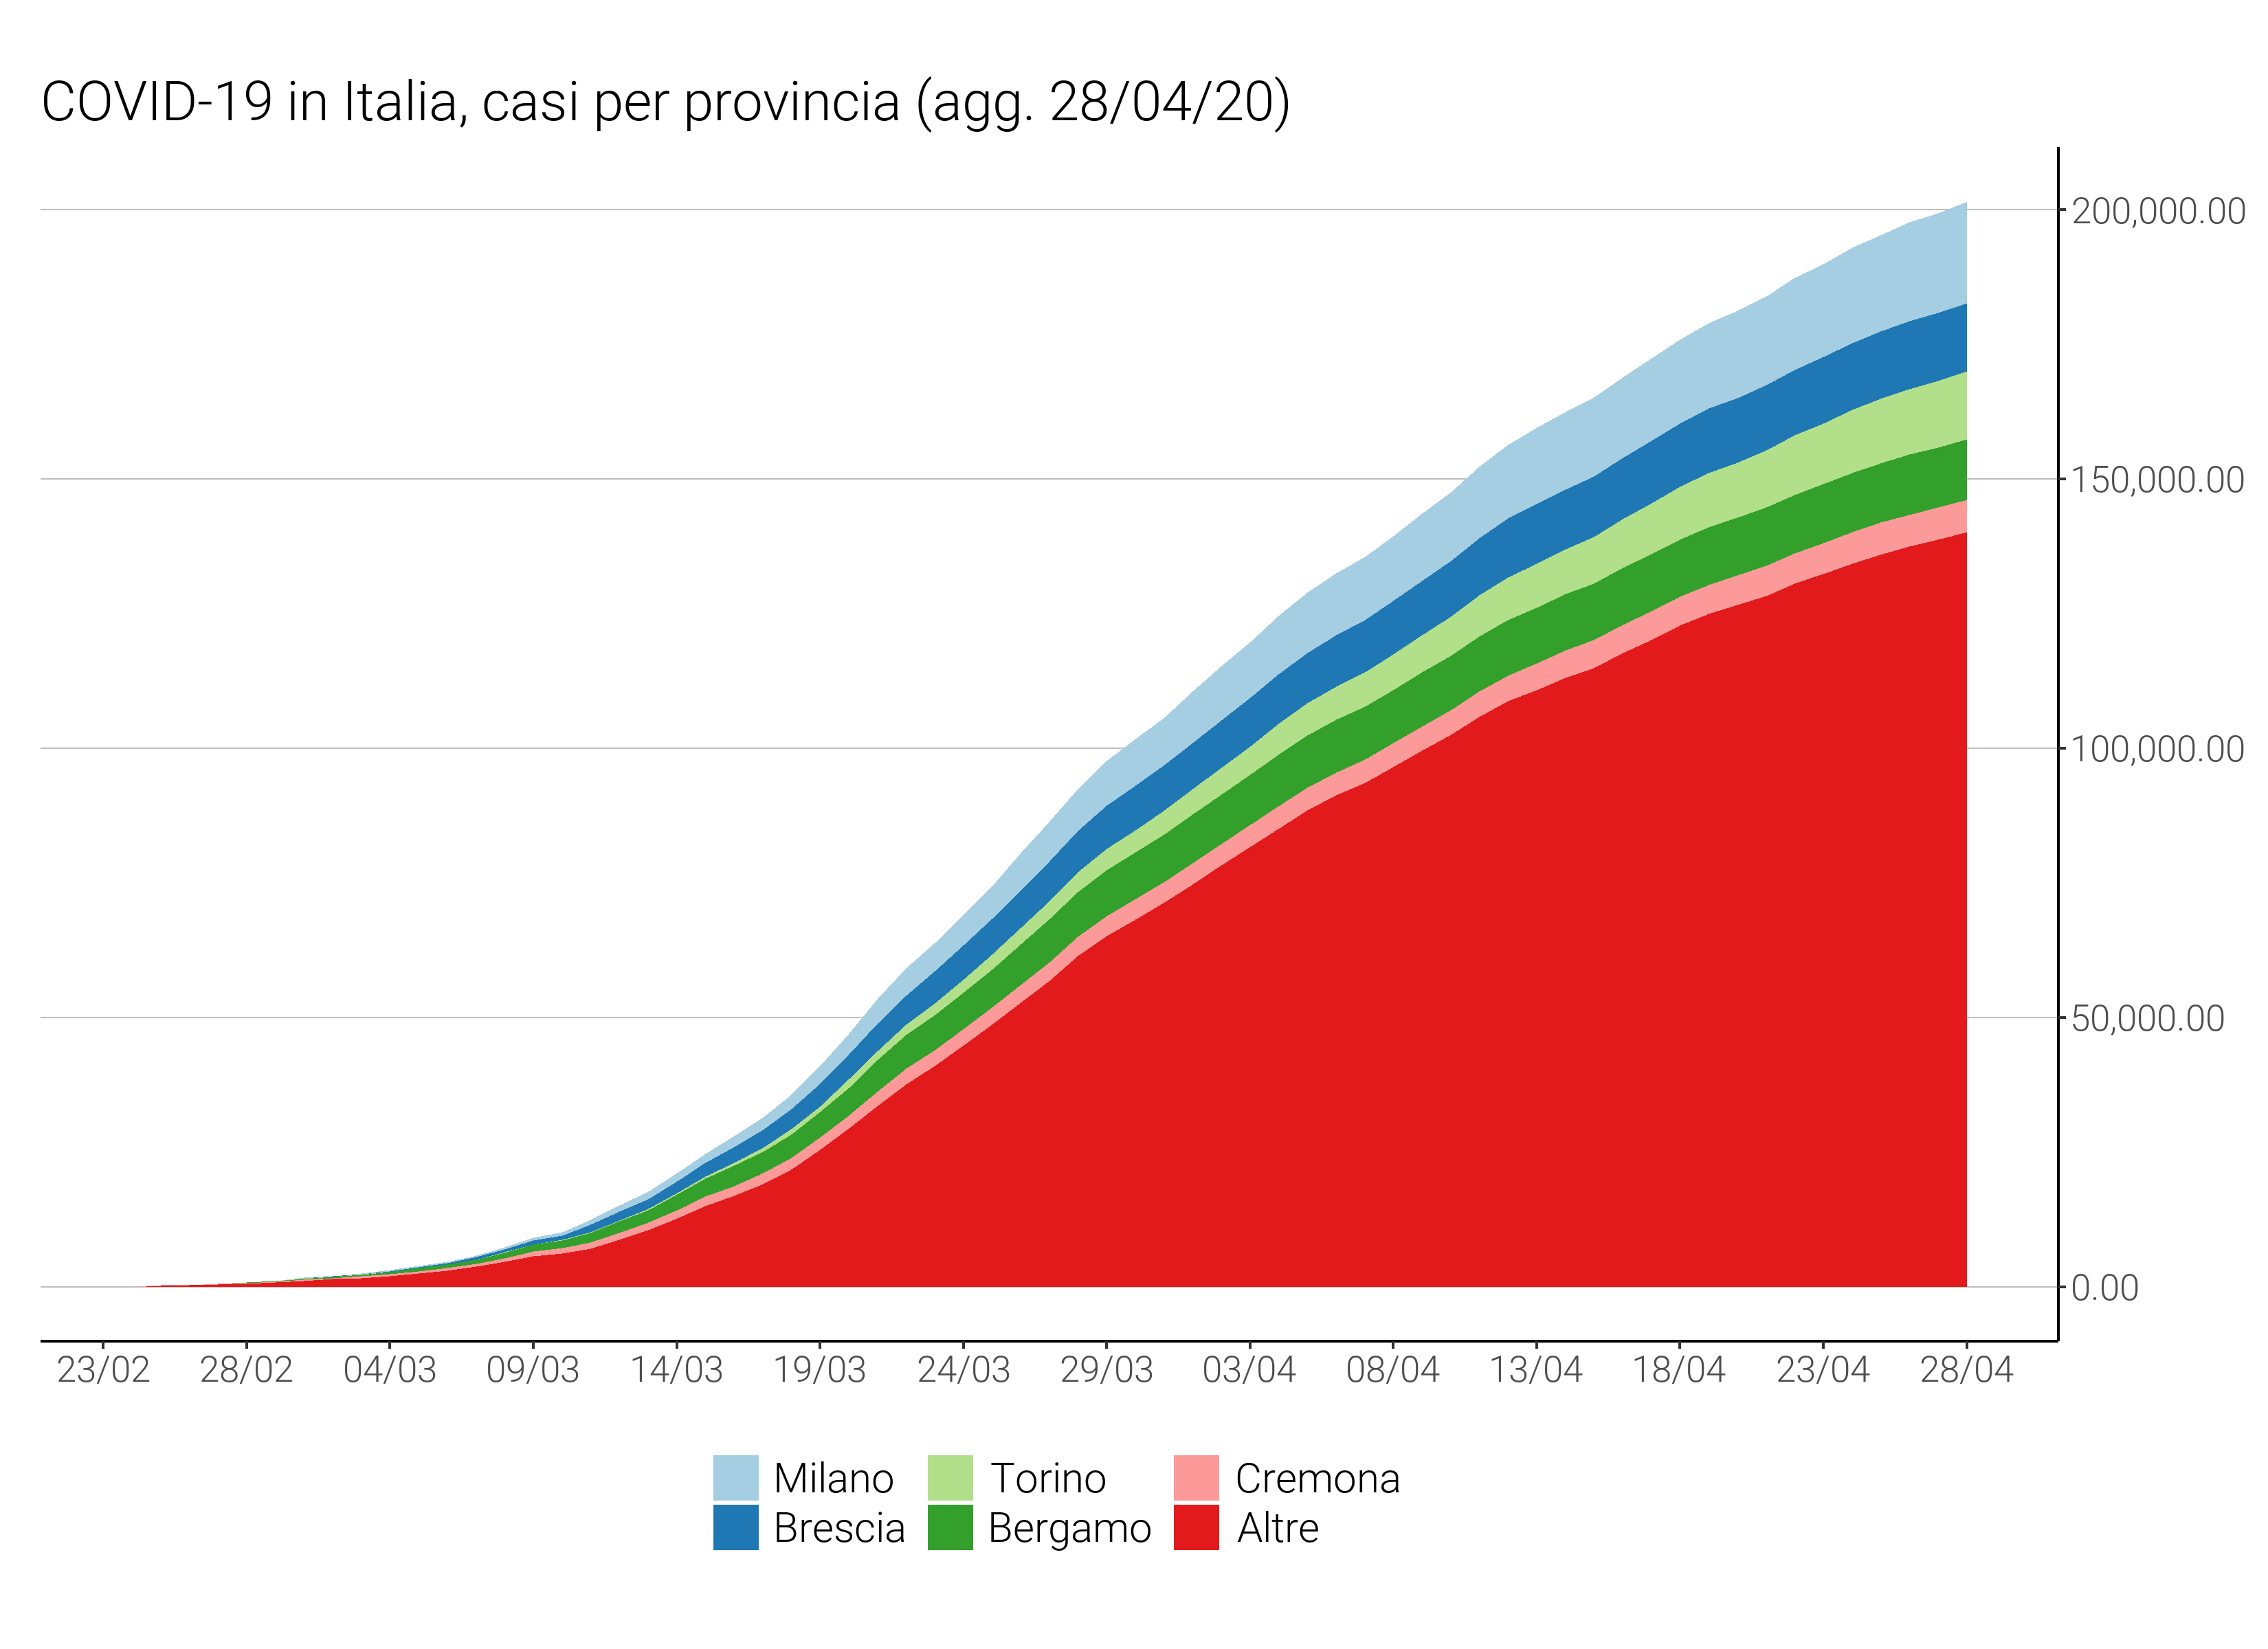 COVID-19 in Italia, casi per provincia (agg. 28/04/20)
200,000.00
150,000.00
100,000.00
50,000.00
0.00
23/02 28/02 04/03 09/03 14/03 19/03 24/03 29/03 03/04 08/04 13/04 18/04 23/04 28/04
Milano Torino Cremona
Brescia Bergamo Altre